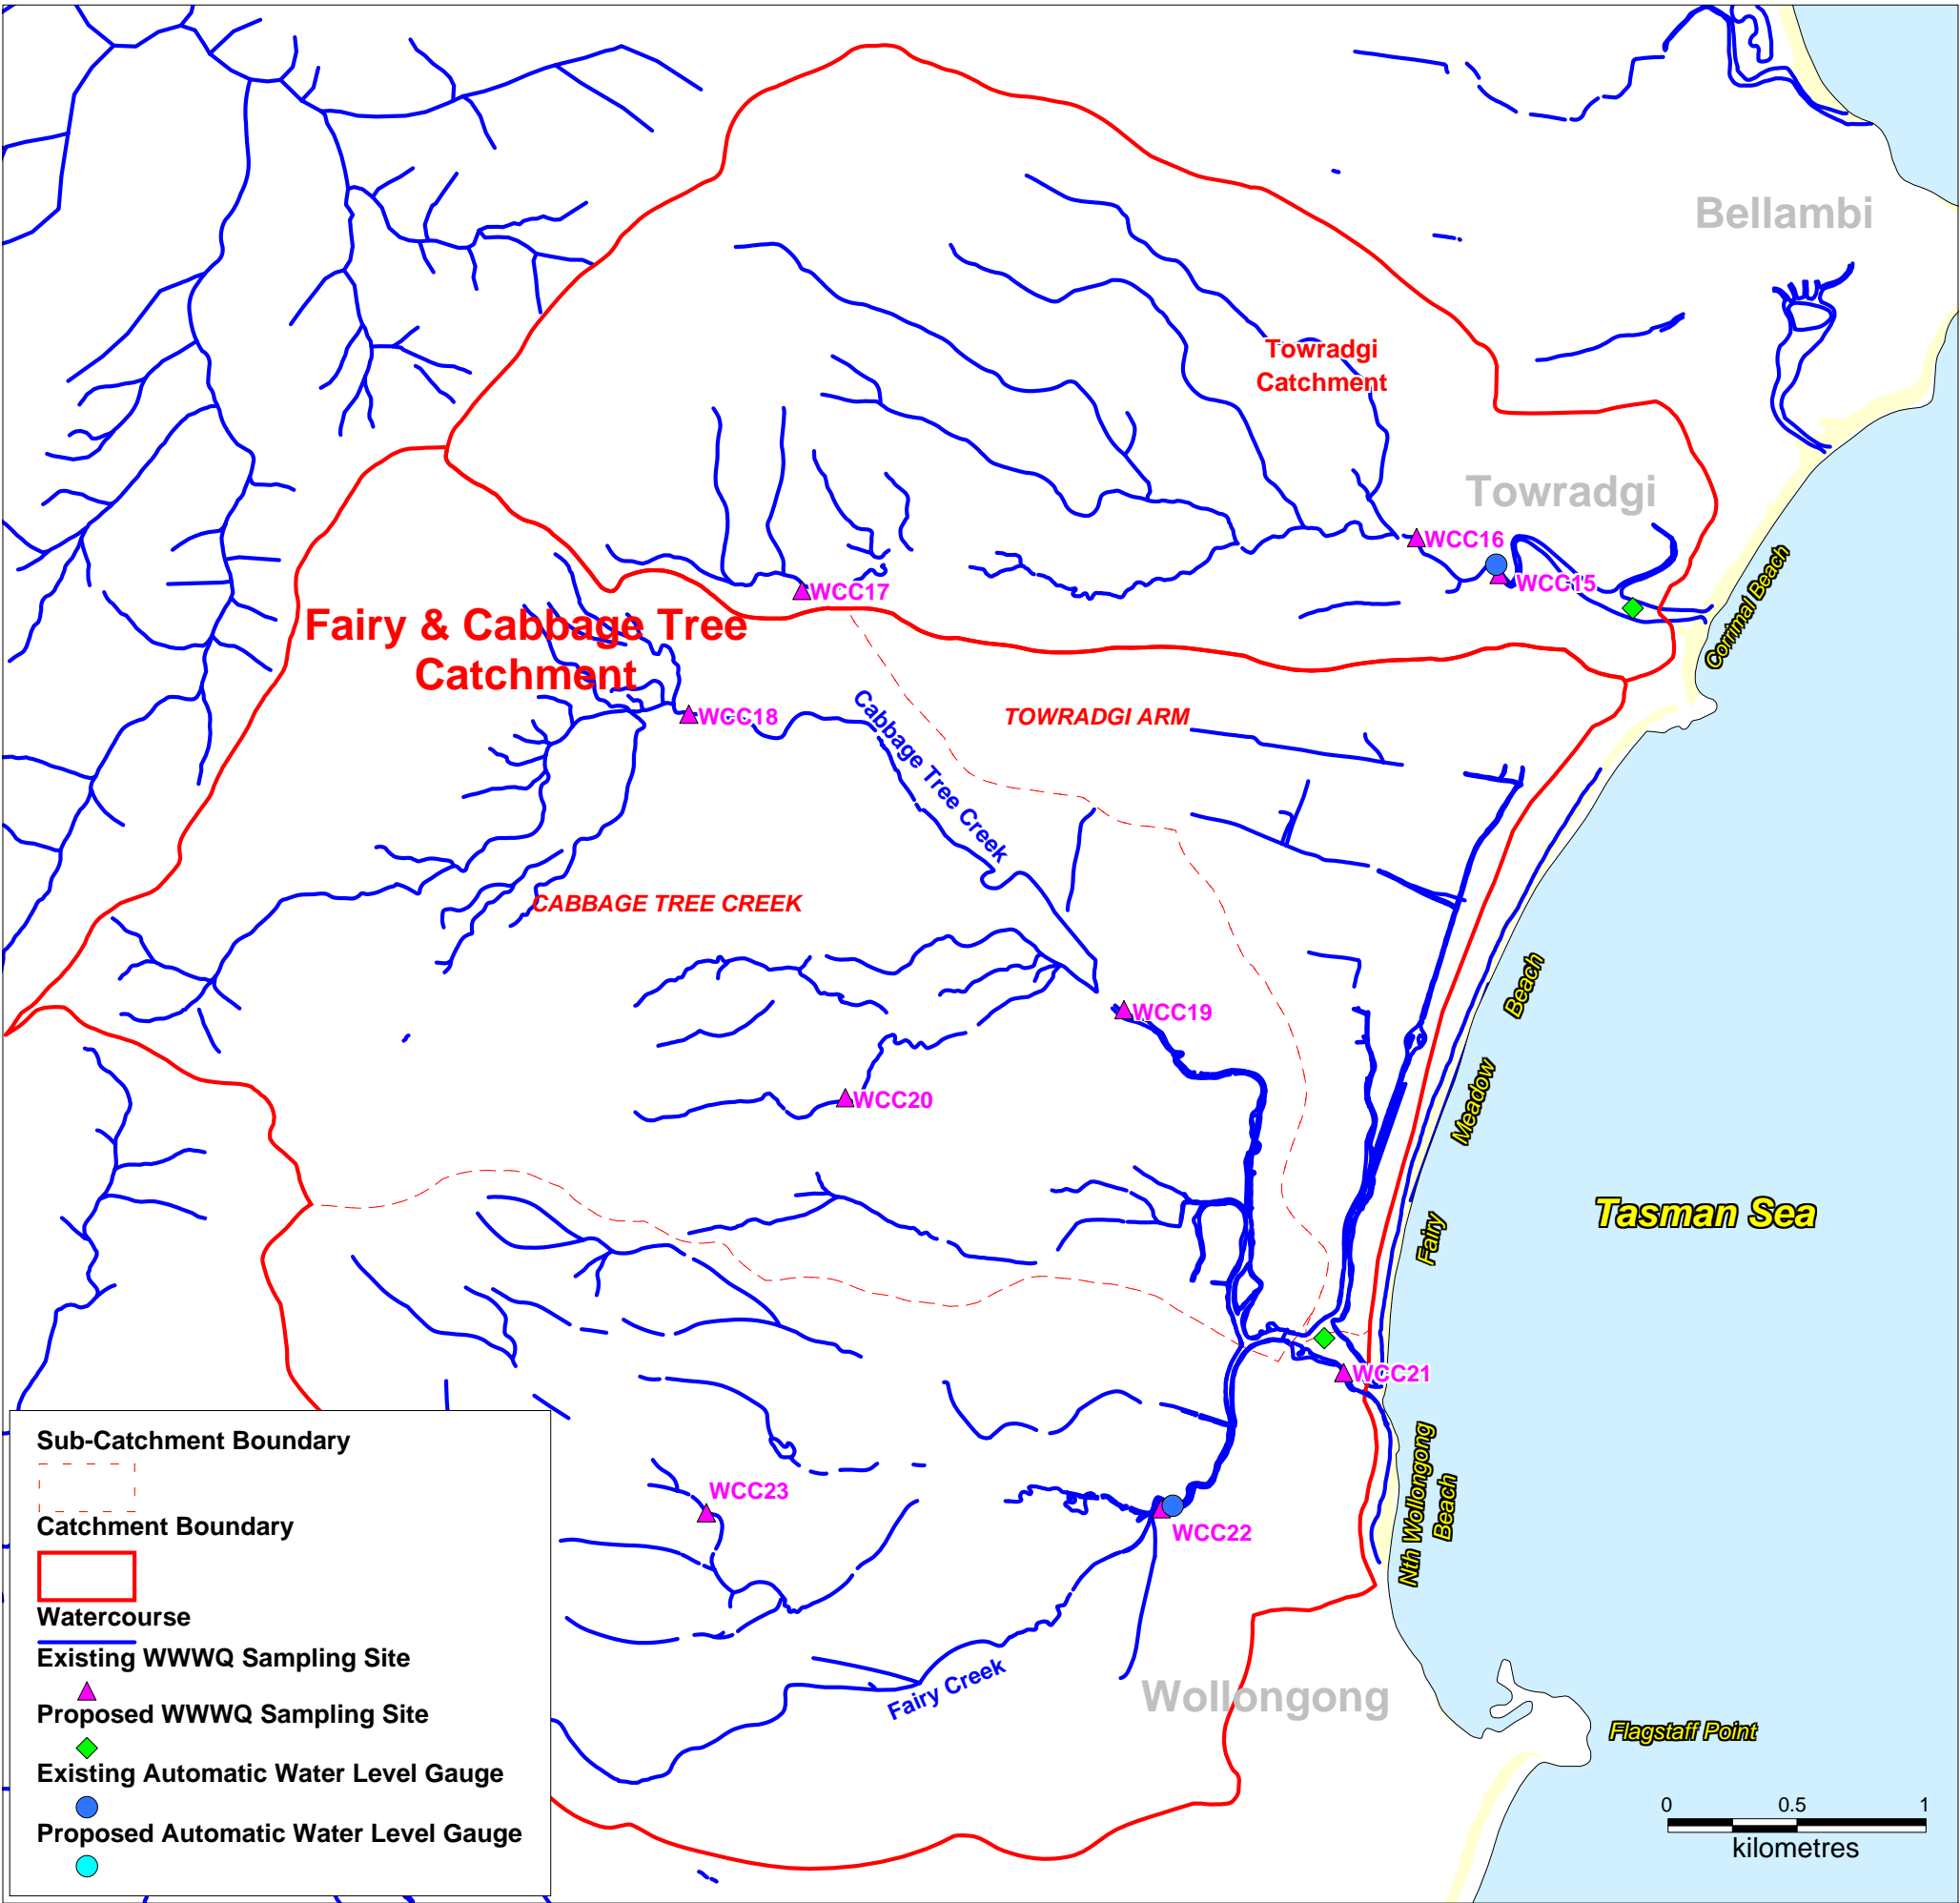 Bellambi
Towradgi
Catchment
Towradgi
WCC16
WCC15
WCC17
Corrimal Beach
Fairy & Cabbage Tree
Catchment
WCC18
Cabbage Tree Creek
TOWRADGI ARM
CABBAGE TREE CREEK
WCC19
WCC20
Beach
Meadow
Fairy
Tasman Sea
WCC21
Nth Wollongong
Beach
WCC23
WCC22
Fairy Creek
Wollongong
Flagstaff Point
0 0.5 1
kilometres
Sub-Catchment Boundary
Catchment Boundary
Watercourse
Existing WWWQ Sampling Site
Proposed WWWQ Sampling Site
Existing Automatic Water Level Gauge
Proposed Automatic Water Level Gauge